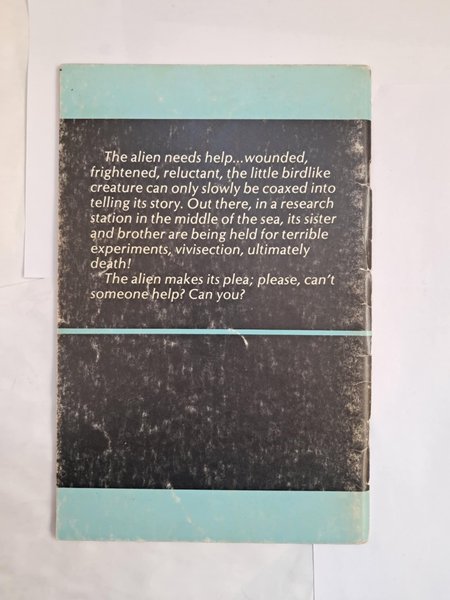 The alien needs help...wounded,
frightened, reluctant, the little birdlike
creature can only slowly be coaxed into
telling its story. Out there, in a research
station in the middle of the sea, its sister
and brother are being held for terrible
experiments, vivisection, ultimately
death!
The alien makes its plea; please, can't
someone help? Can you?